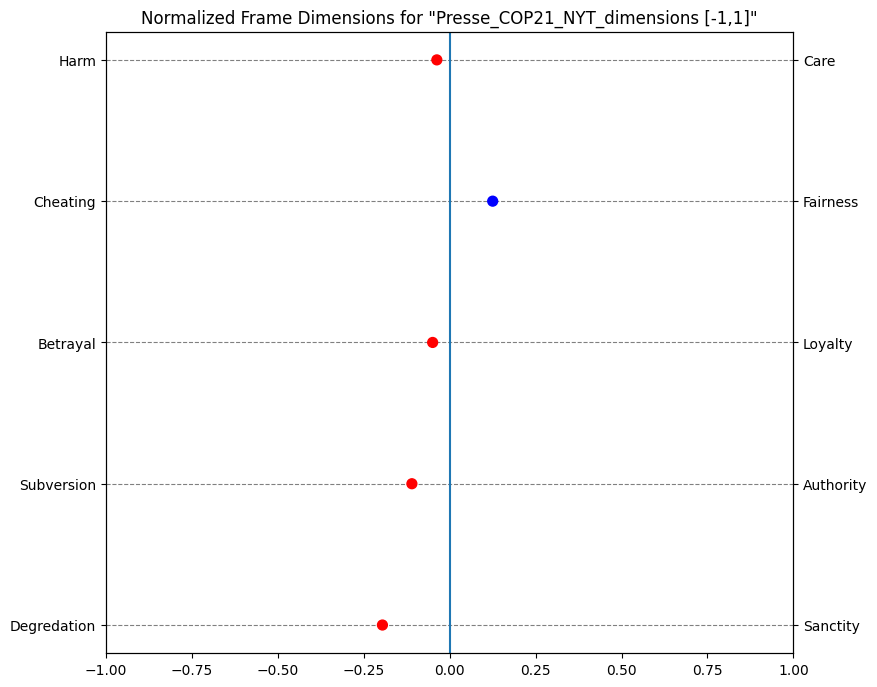 Normalized Frame Dimensions for "Presse_COP21_NYT_dimensions [-1,1]"
Harm
Care
Cheating
Fairness
Betrayal
Loyalty
Subversion
Authority
Degredation
Sanctity
−1.00 −0.75 −0.50 −0.25 0.00 0.25 0.50 0.75 1.00